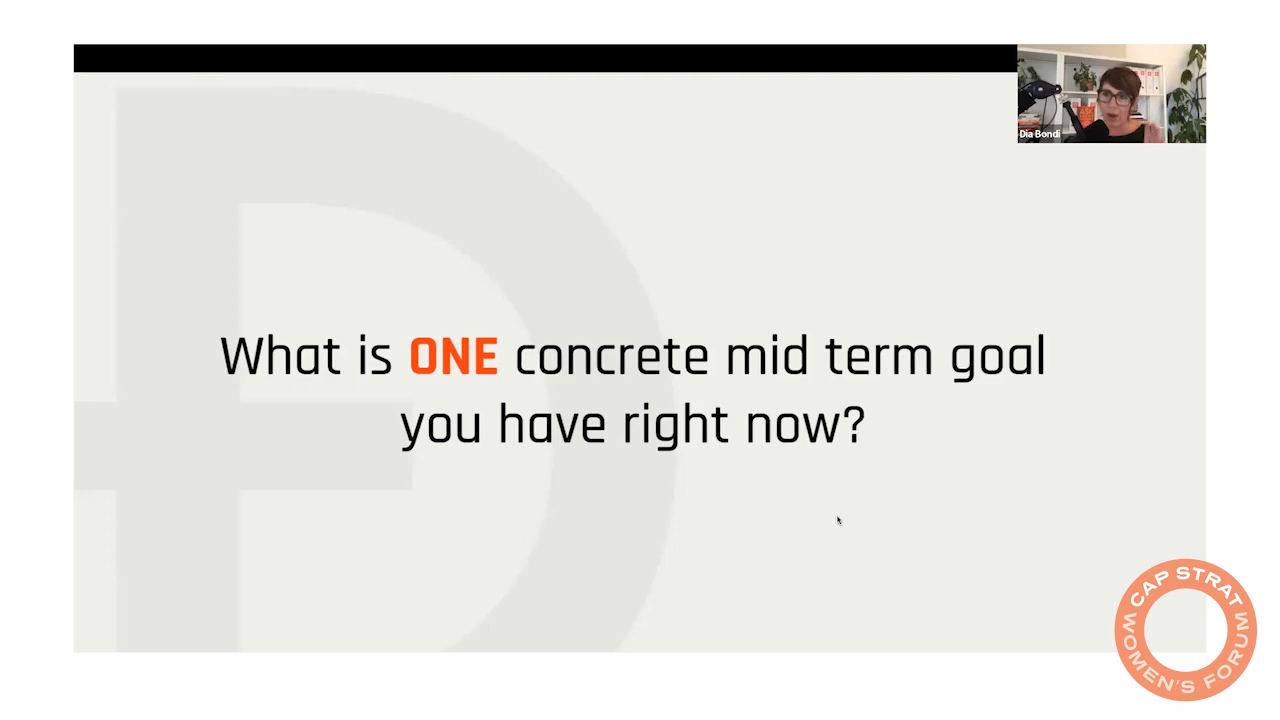 Dia Bondi
What is ONE concrete mid term goal
you have right now?
CAP STRAT
WOMEN'S FORUM